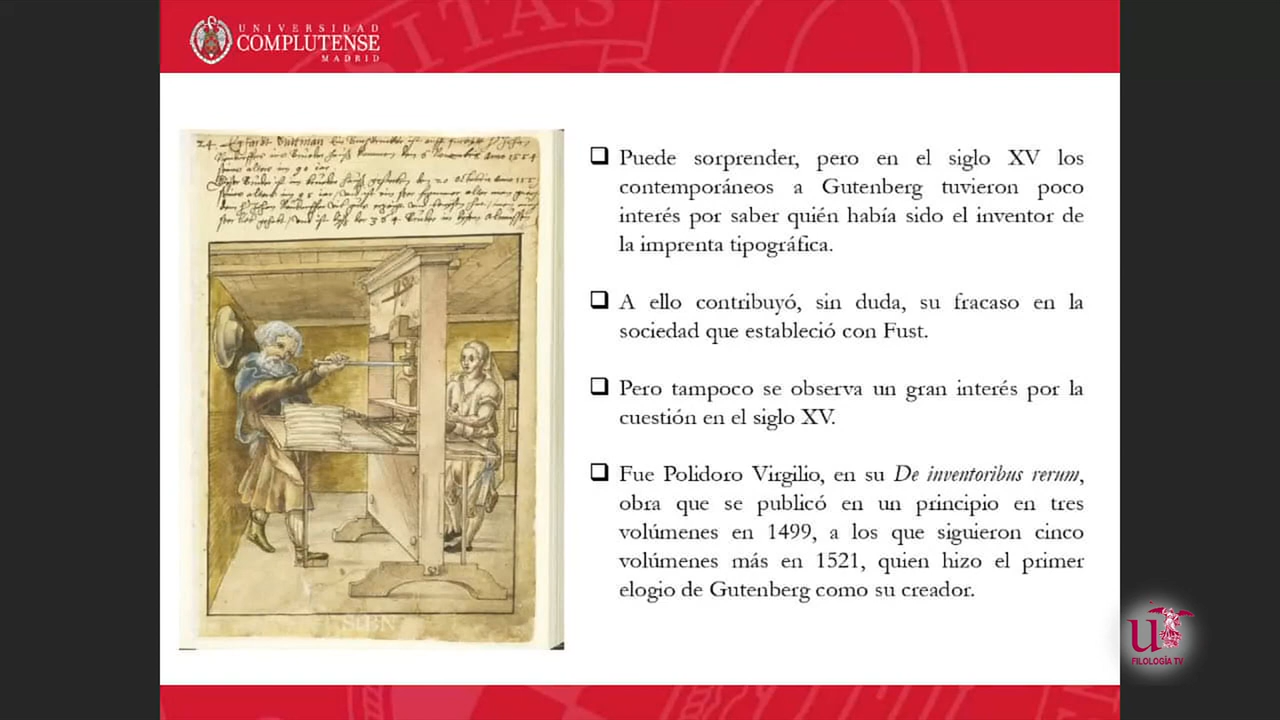 UNIVERSIDAD
COMPLUTENSE
MADRID
❑ Puede sorprender, pero en el siglo XV los
contemporáneos a Gutenberg tuvieron poco
interés por saber quién había sido el inventor de
la imprenta tipográfica.
❑ A ello contribuyó, sin duda, su fracaso en la
sociedad que estableció con Fust.
❑ Pero tampoco se observa un gran interés por la
cuestión en el siglo XV.
❑ Fue Polidoro Virgilio, en su De inventoribus rerum,
obra que se publicó en un principio en tres
volúmenes en 1499, a los que siguieron cinco
volúmenes más en 1521, quien hizo el primer
elogio de Gutenberg como su creador.
StBN
U
FILOLOGÍA TV